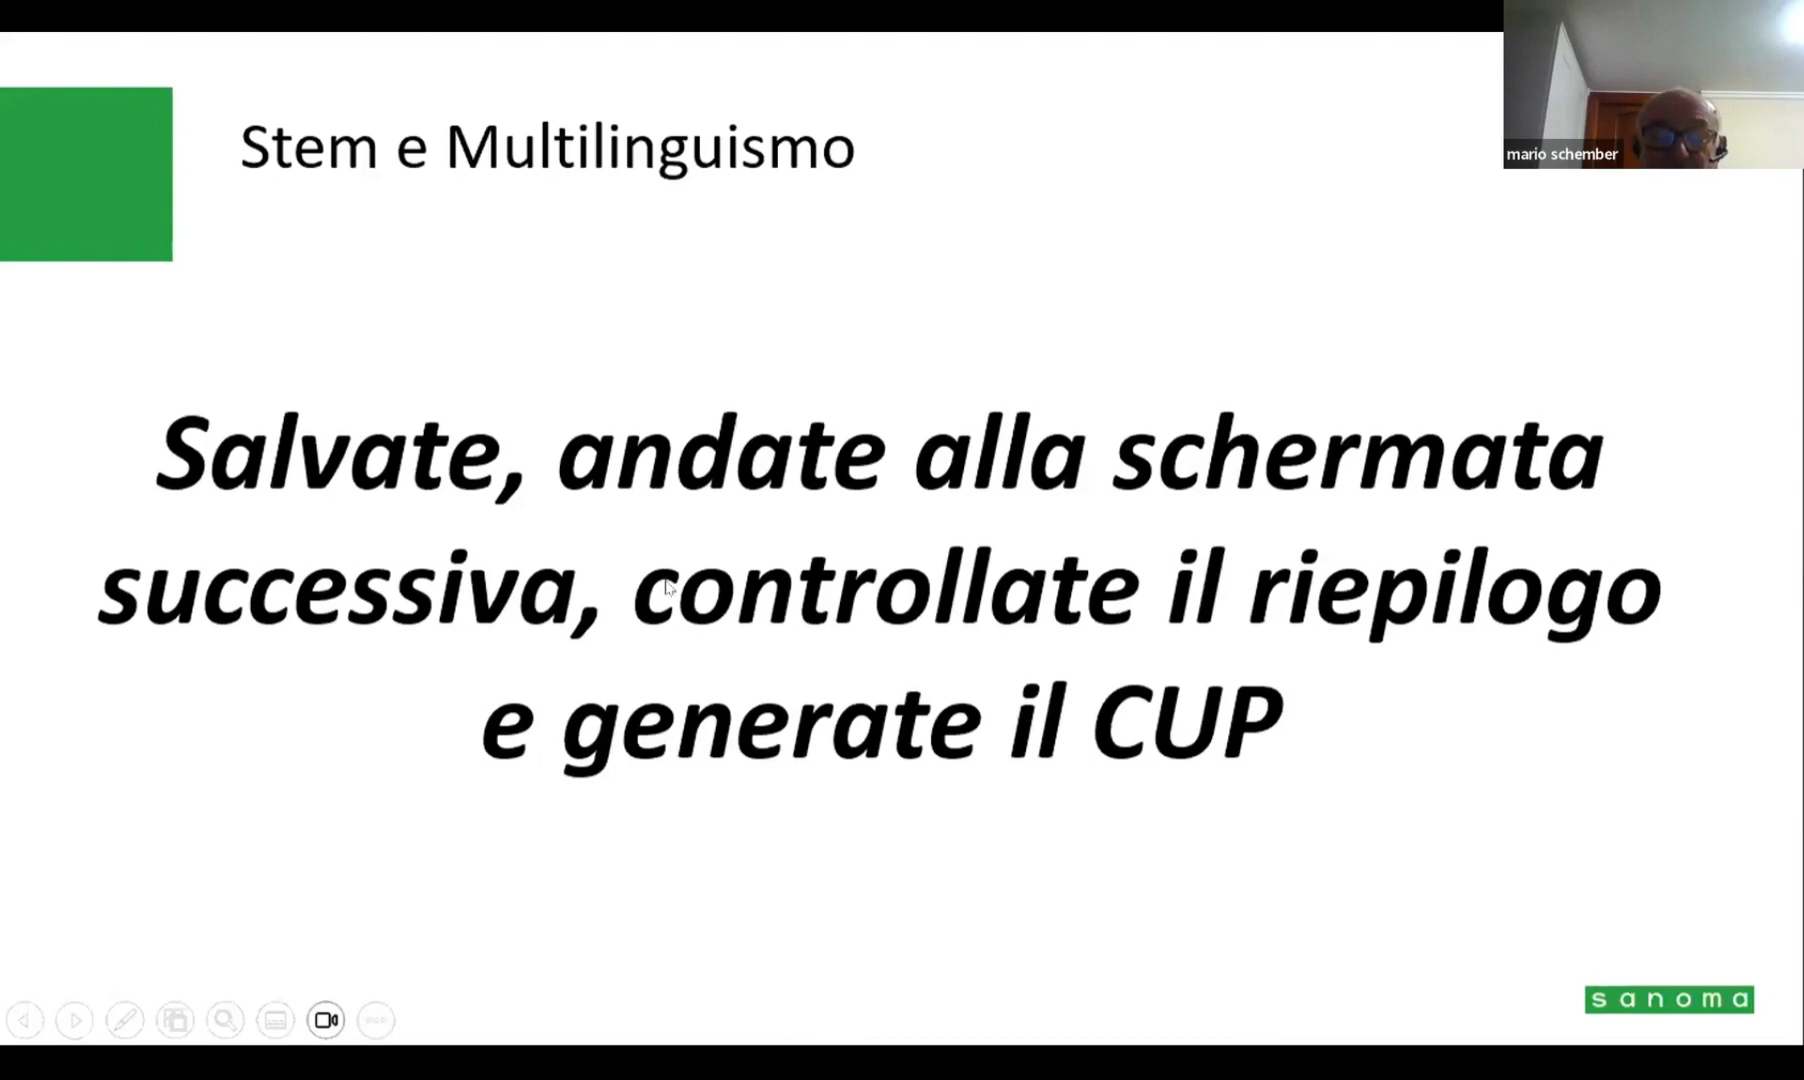 Stem e Multilinguismo
mario schember
Salvate, andate alla schermata
successiva, controllate il riepilogo
e generate il CUP
sanoma